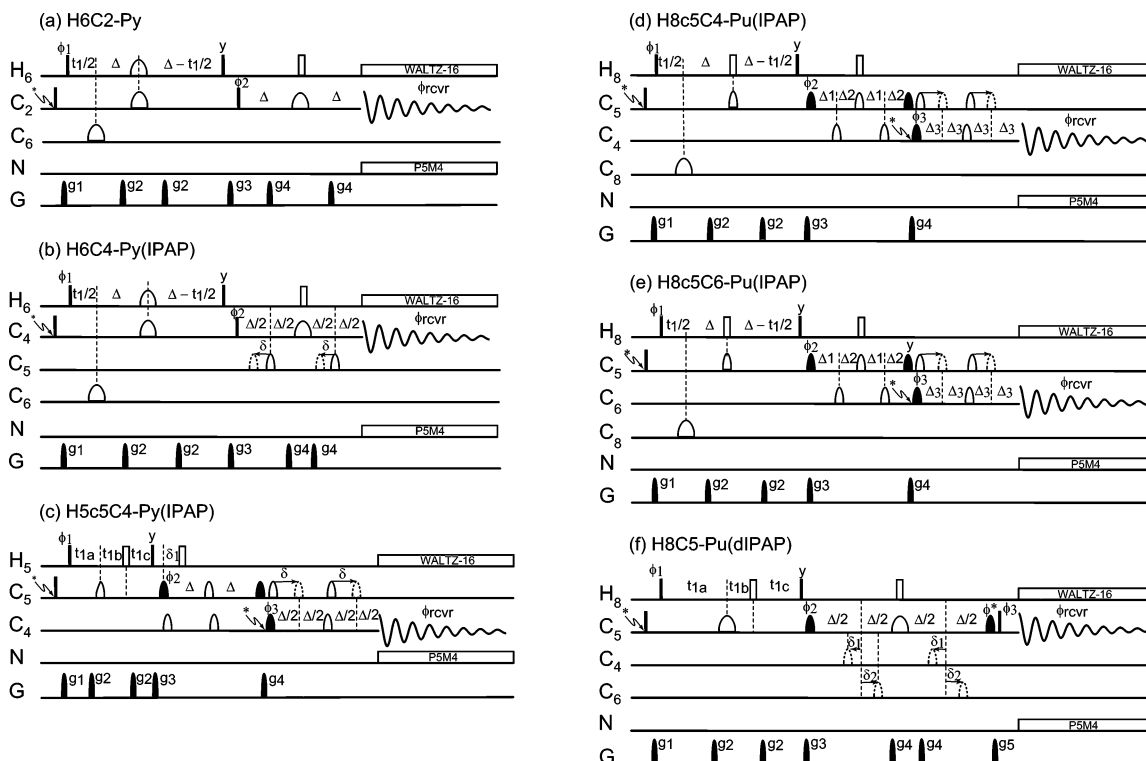 (a) H6C2-Py
ϕ1 t1/2 Δ Δ − t1/2 y
H6 WALTZ-16
* C2 ϕ2 Δ Δ ϕrcvr
C6
N P5M4
G g1 g2 g2 g3 g4 g4
(b) H6C4-Py(IPAP)
ϕ1 t1/2 Δ Δ − t1/2 y
H6 WALTZ-16
* C4 ϕ2 Δ/2 Δ/2 Δ/2 Δ/2 ϕrcvr
C5 δ δ
C6
N P5M4
G g1 g2 g2 g3 g4 g4
(c) H5c5C4-Py(IPAP)
ϕ1 t1a t1b t1c y δ1
H5 WALTZ-16
* C5 ϕ2 Δ Δ δ δ
C4 * ϕ3 Δ/2 Δ/2 Δ/2 Δ/2 ϕrcvr
N P5M4
G g1 g2 g2 g3 g4
(d) H8c5C4-Pu(IPAP)
ϕ1 t1/2 Δ Δ − t1/2 y
H8 WALTZ-16
* C5 ϕ2 Δ1 Δ2 Δ1 Δ2
C4 * ϕ3 Δ3 Δ3 Δ3 Δ3 ϕrcvr
C8
N P5M4
G g1 g2 g2 g3 g4
(e) H8c5C6-Pu(IPAP)
ϕ1 t1/2 Δ Δ − t1/2 y
H8 WALTZ-16
* C5 ϕ2 Δ1 Δ2 Δ1 Δ2 y
C6 * ϕ3 Δ3 Δ3 Δ3 Δ3 ϕrcvr
C8
N P5M4
G g1 g2 g2 g3 g4
(f) H8C5-Pu(dIPAP)
ϕ1 t1a t1b t1c y
H8 WALTZ-16
* C5 ϕ2 Δ/2 Δ/2 Δ/2 Δ/2 ϕ* ϕ3 ϕrcvr
C4 δ1 δ1
C6 δ2 δ2
N P5M4
G g1 g2 g2 g3 g4 g4 g5